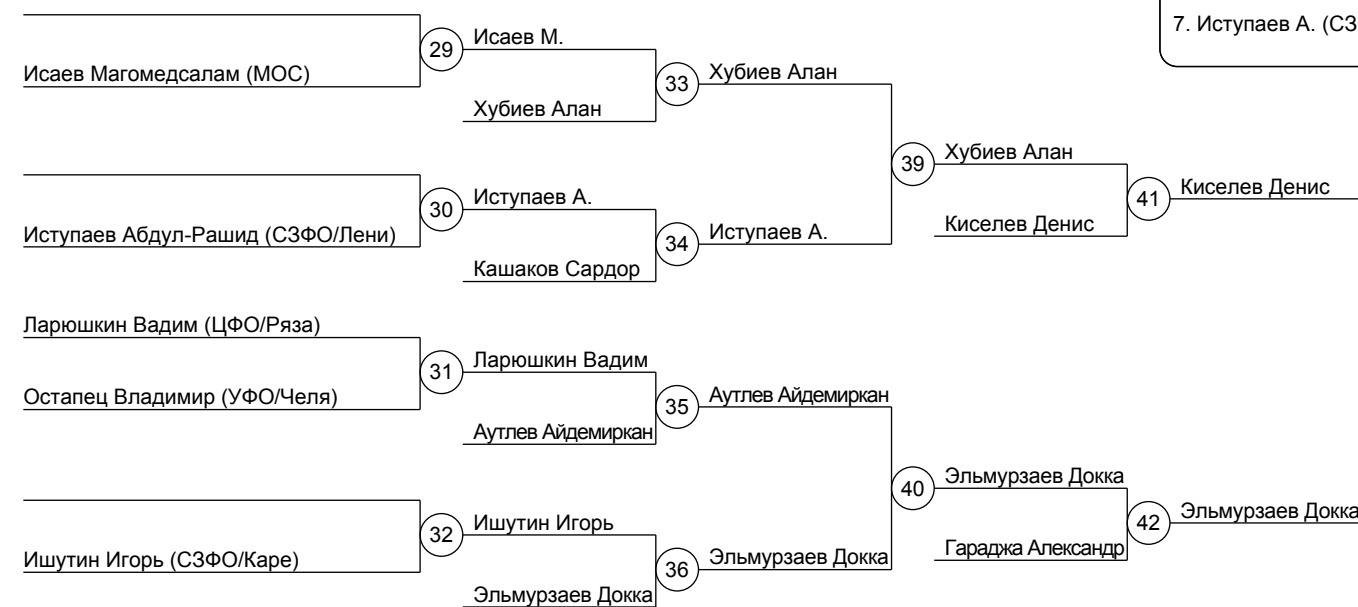 7. Иступаев А. (СЗ
29
Исаев М.
Исаев Магомедсалам (МОС)
33
Хубиев Алан
Хубиев Алан
39
Хубиев Алан
30
Иступаев А.
41
Киселев Денис
Иступаев Абдул-Рашид (СЗФО/Лени)
34
Иступаев А.
Киселев Денис
Кашаков Сардор
Ларюшкин Вадим (ЦФО/Ряза)
31
Ларюшкин Вадим
Остапец Владимир (УФО/Челя)
35
Аутлев Айдемиркан
Аутлев Айдемиркан
40
Эльмурзаев Докка
32
Ишутин Игорь
42
Эльмурзаев Докка
Ишутин Игорь (СЗФО/Каре)
36
Эльмурзаев Докка
Гараджа Александр
Эльмурзаев Докка